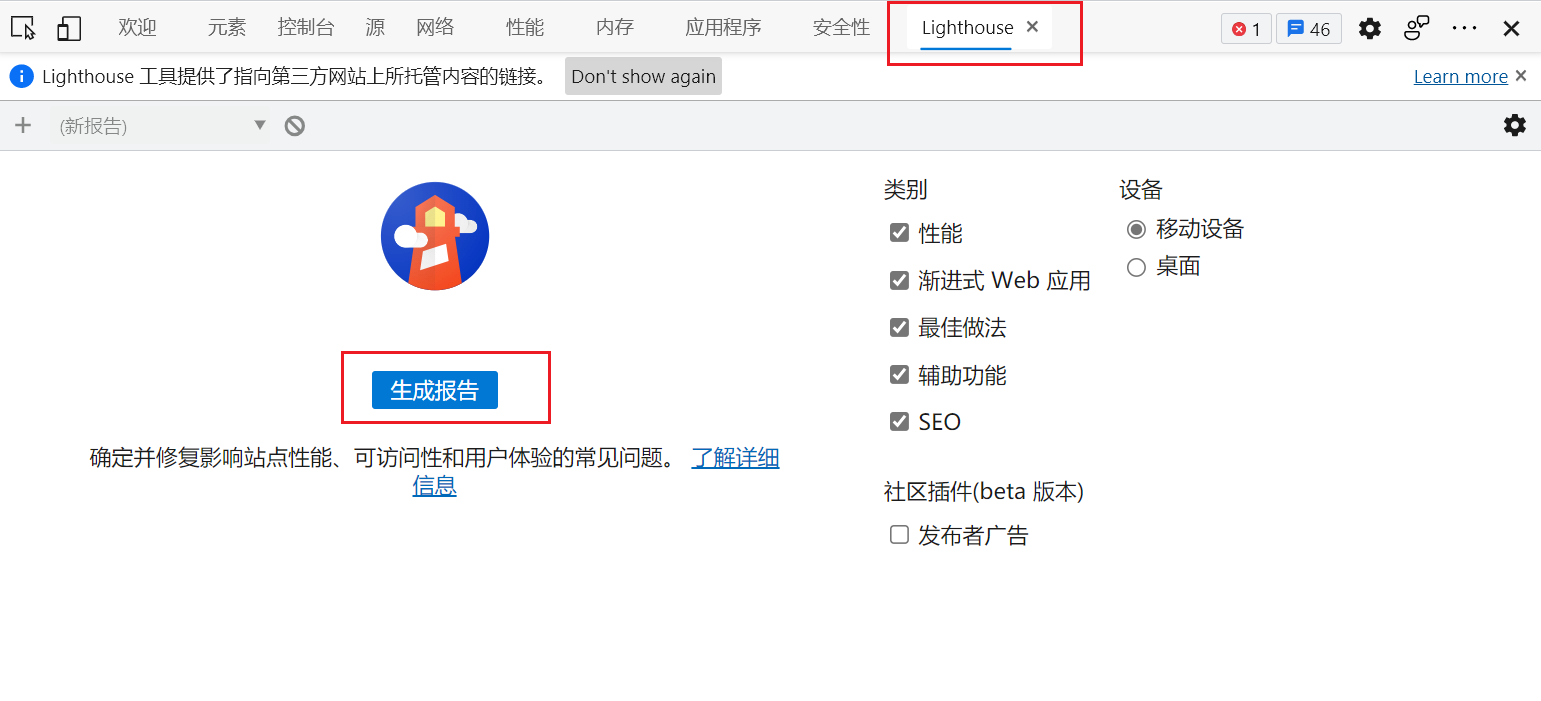 欢迎 元素 控制台 源 网络 性能 内存 应用程序 安全性 Lighthouse 1 46
Lighthouse 工具提供了指向第三方网站上所托管内容的链接。 Don't show again Learn more
(新报告)
类别
性能
渐进式 Web 应用
最佳做法
辅助功能
SEO
社区插件(beta 版本)
发布者广告
设备
移动设备
桌面
生成报告
确定并修复影响站点性能、可访问性和用户体验的常见问题。 了解详细
信息